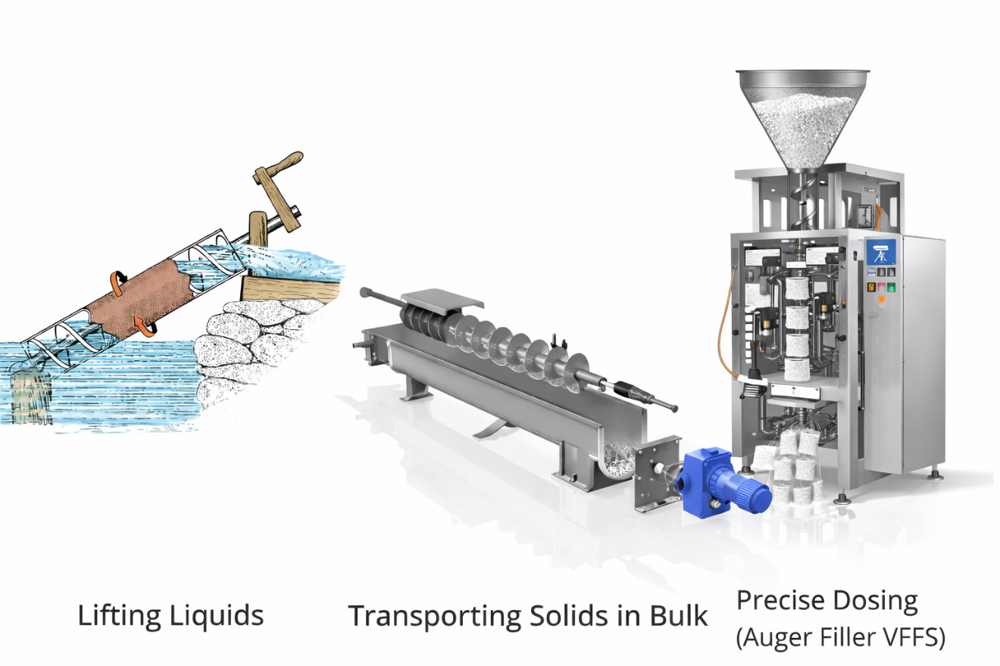 Lifting Liquids
Transporting Solids in Bulk
Precise Dosing
(Auger Filler VFFS)